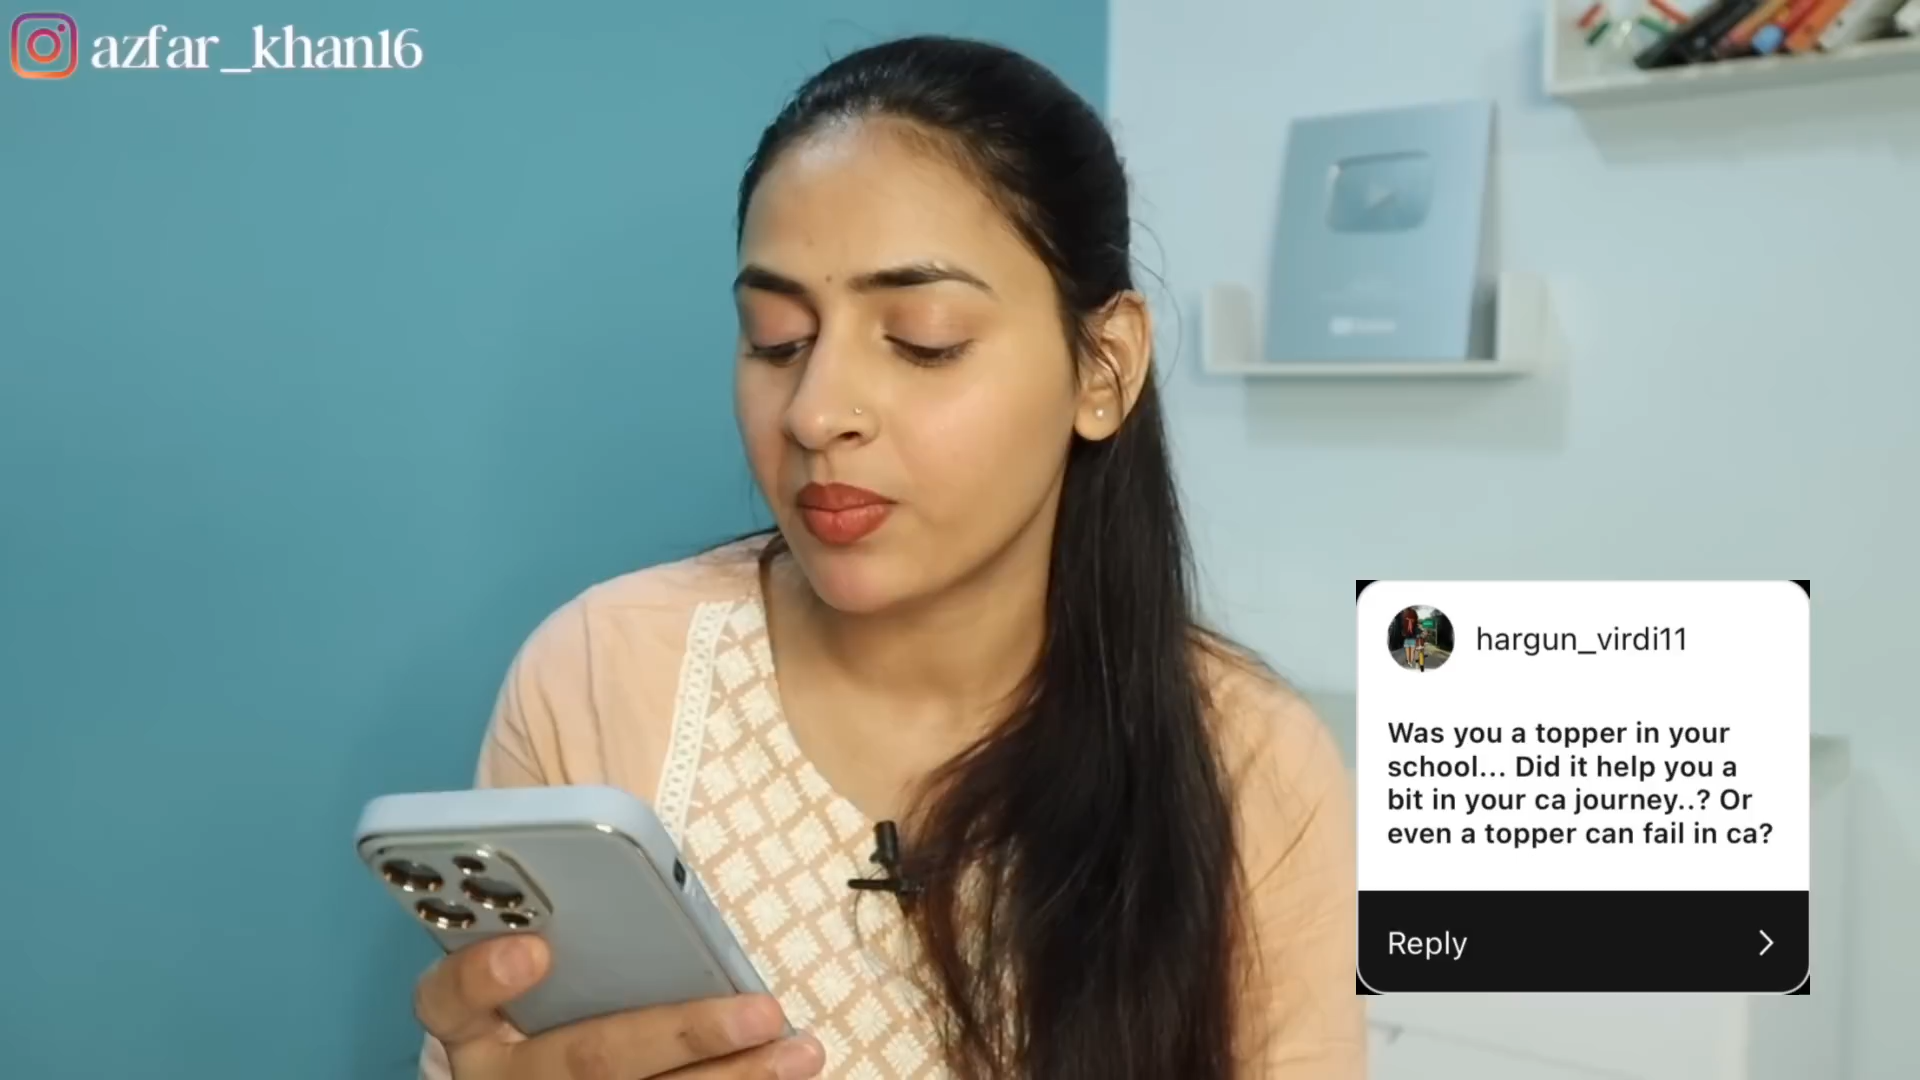 azfar_khan16
hargun_virdi11
Was you a topper in your
school... Did it help you a
bit in your ca journey..? Or
even a topper can fail in ca?
Reply